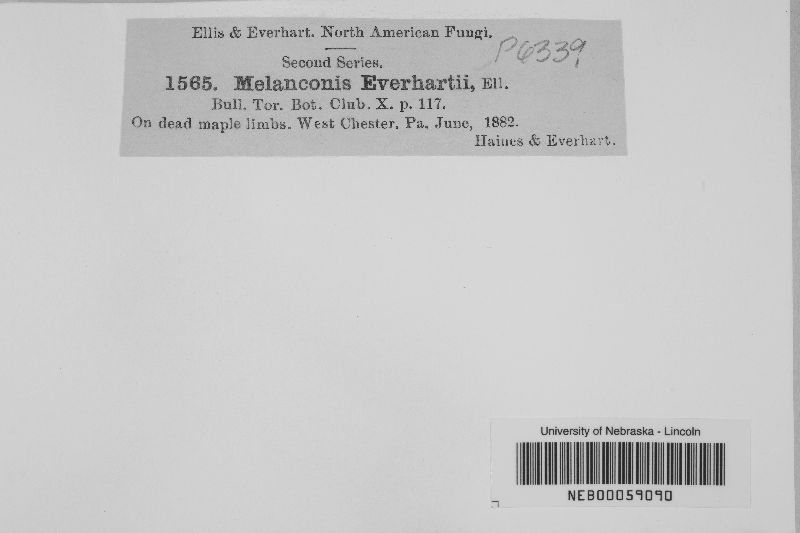 Ellis & Everhart. North American Fungi.
P6339
Second Series.
1565. Melanconis Everhartii, Ell.
Bull. Tor. Bot. Club. X. p. 117.
On dead maple limbs. West Chester, Pa. June, 1882.
Haines & Everhart.
University of Nebraska - Lincoln
NEB00059090